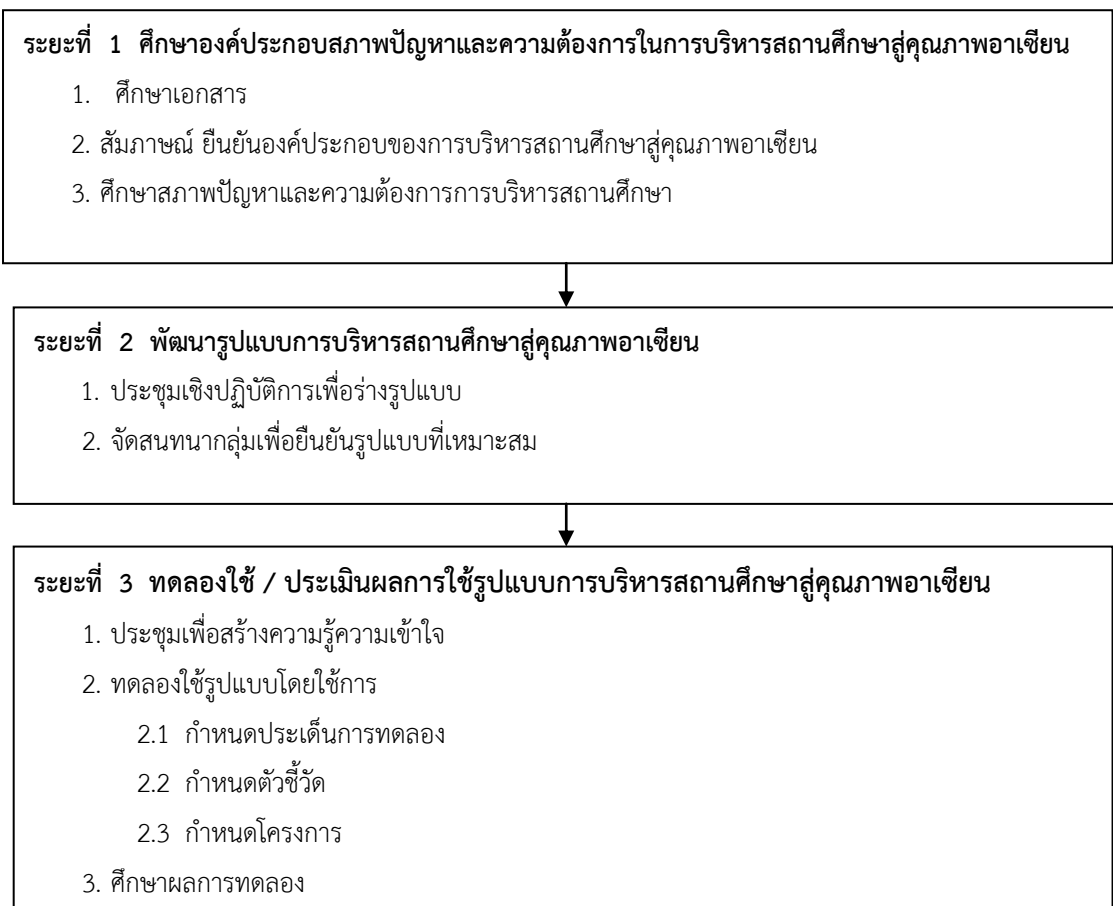 ระยะที่ 1 ศึกษาองค์ประกอบสภาพปัญหาและความต้องการในการบริหารสถานศึกษาสู่คุณภาพอาเซียน
1. ศึกษาเอกสาร
2. สัมภาษณ์ ยืนยันองค์ประกอบของการบริหารสถานศึกษาสู่คุณภาพอาเซียน
3. ศึกษาสภาพปัญหาและความต้องการการบริหารสถานศึกษา
ระยะที่ 2 พัฒนารูปแบบการบริหารสถานศึกษาสู่คุณภาพอาเซียน
1. ประชุมเชิงปฏิบัติการเพื่อร่างรูปแบบ
2. จัดสนทนากลุ่มเพื่อยืนยันรูปแบบที่เหมาะสม
ระยะที่ 3 ทดลองใช้ / ประเมินผลการใช้รูปแบบการบริหารสถานศึกษาสู่คุณภาพอาเซียน
1. ประชุมเพื่อสร้างความรู้ความเข้าใจ
2. ทดลองใช้รูปแบบโดยใช้การ
2.1 กำหนดประเด็นการทดลอง
2.2 กำหนดตัวชี้วัด
2.3 กำหนดโครงการ
3. ศึกษาผลการทดลอง